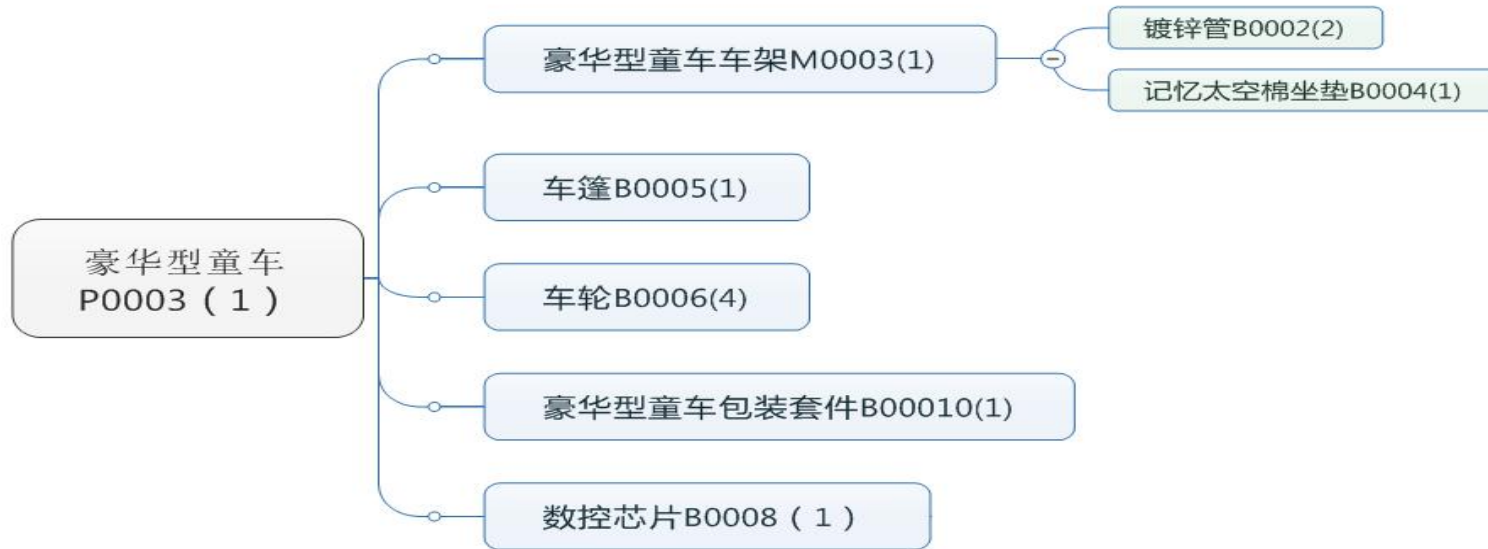 豪华型童车车架M0003(1)
镀锌管B0002(2)
记忆太空棉坐垫B0004(1)
车篷B0005(1)
豪华型童车
P0003（1）
车轮B0006(4)
豪华型童车包装套件B00010(1)
数控芯片B0008（1）